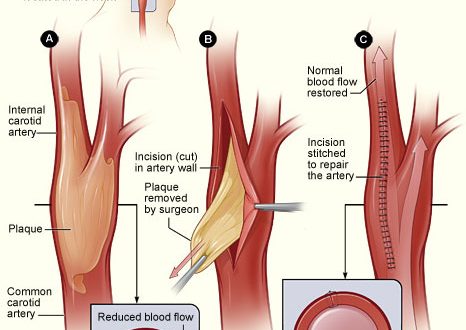 A
B
C
Internal
carotid
artery
Plaque
Common
carotid
artery
Reduced blood flow
Incision (cut)
in artery wall
Plaque
removed
by surgeon
Normal
blood flow
restored
Incision
stitched
to repair
the artery